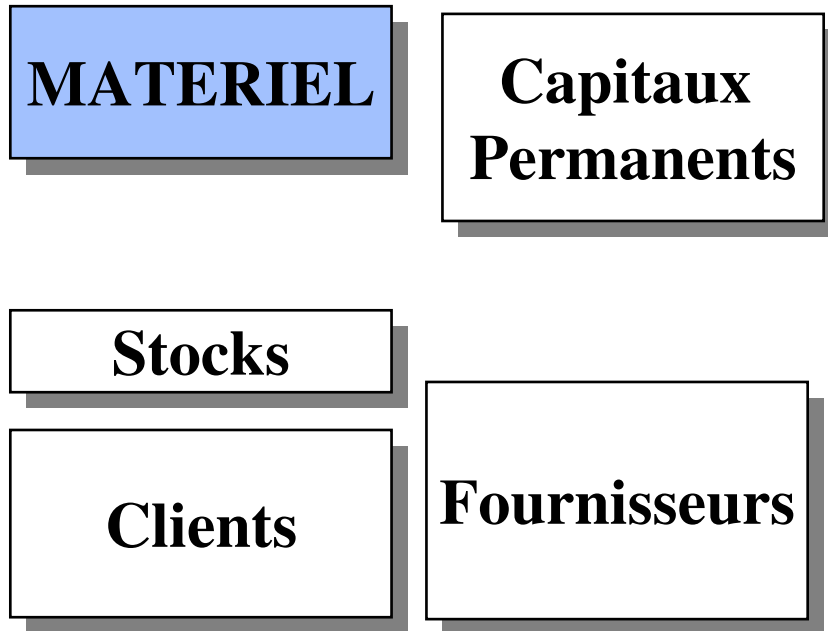 MATERIEL
Capitaux
Permanents
Stocks
Clients
Fournisseurs